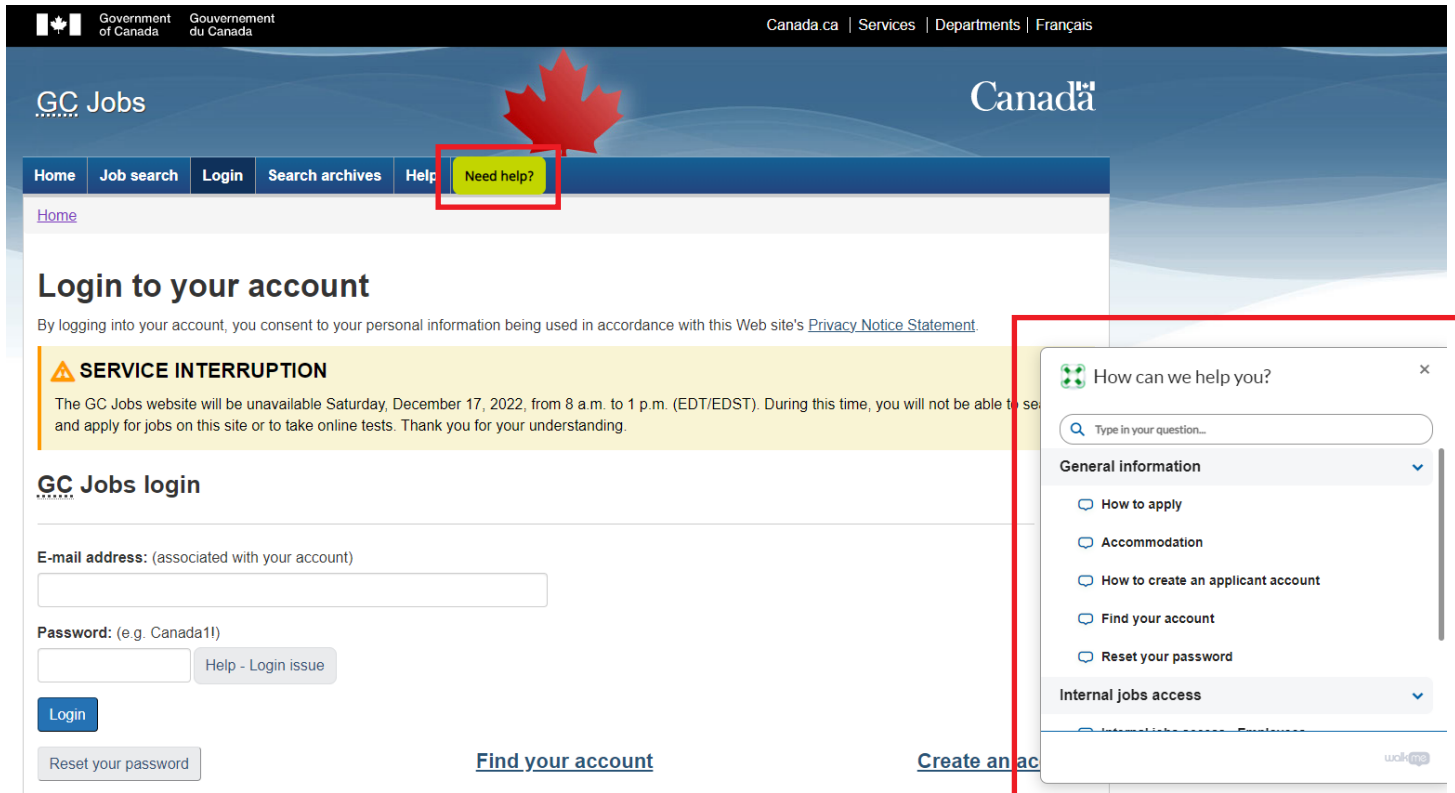 Government of Canada
Gouvernement du Canada
Canada.ca | Services | Departments | Français
GC Jobs
Canada
Home Job search Login Search archives Help Need help?
Home
Login to your account
By logging into your account, you consent to your personal information being used in accordance with this Web site's Privacy Notice Statement.
SERVICE INTERRUPTION
The GC Jobs website will be unavailable Saturday, December 17, 2022, from 8 a.m. to 1 p.m. (EDT/EDST). During this time, you will not be able to
and apply for jobs on this site or to take online tests. Thank you for your understanding.
GC Jobs login
E-mail address: (associated with your account)
Password: (e.g. Canada1!)
Help - Login issue
Login
Reset your password
Find your account
Create an
How can we help you?
Type in your question...
General information
How to apply
Accommodation
How to create an applicant account
Find your account
Reset your password
Internal jobs access
walkme